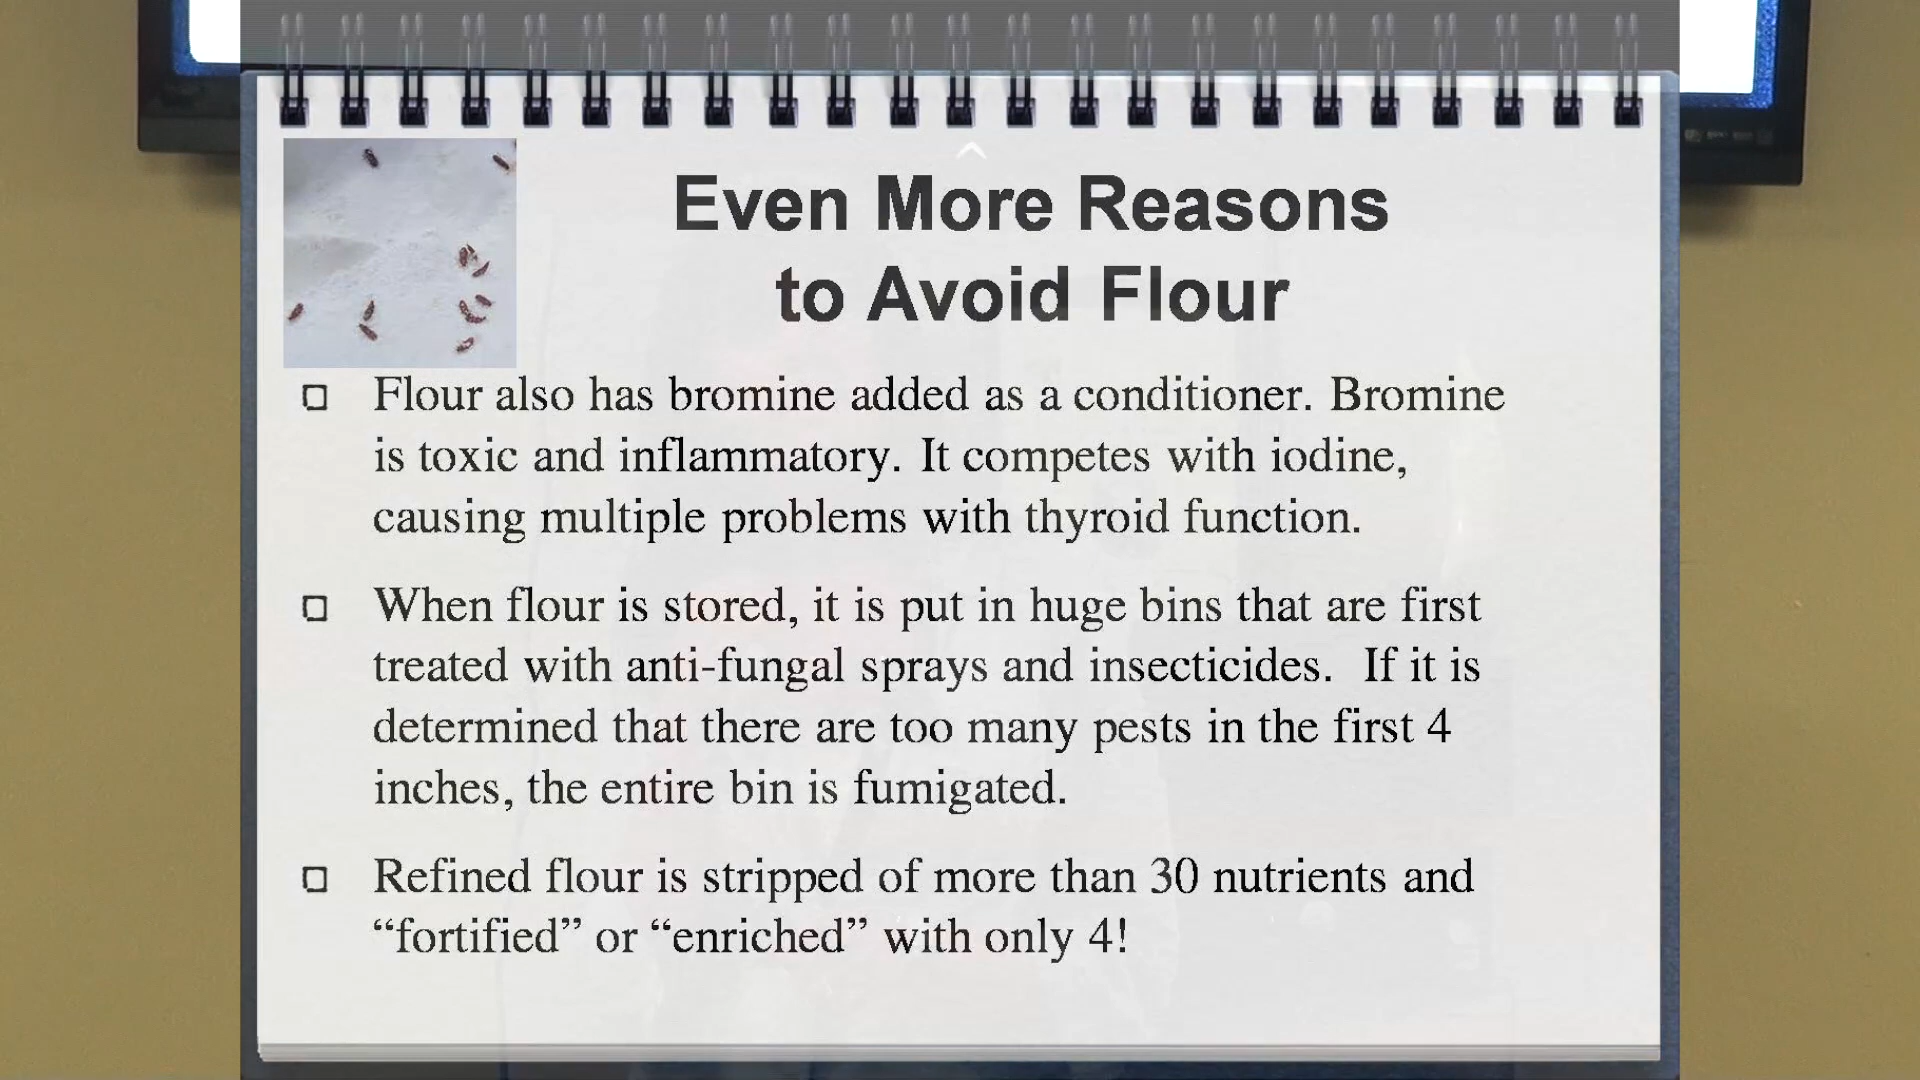 Even More Reasons
to Avoid Flour
Flour also has bromine added as a conditioner. Bromine
is toxic and inflammatory. It competes with iodine,
causing multiple problems with thyroid function.
When flour is stored, it is put in huge bins that are first
treated with anti-fungal sprays and insecticides. If it is
determined that there are too many pests in the first 4
inches, the entire bin is fumigated.
Refined flour is stripped of more than 30 nutrients and
“fortified” or “enriched” with only 4!